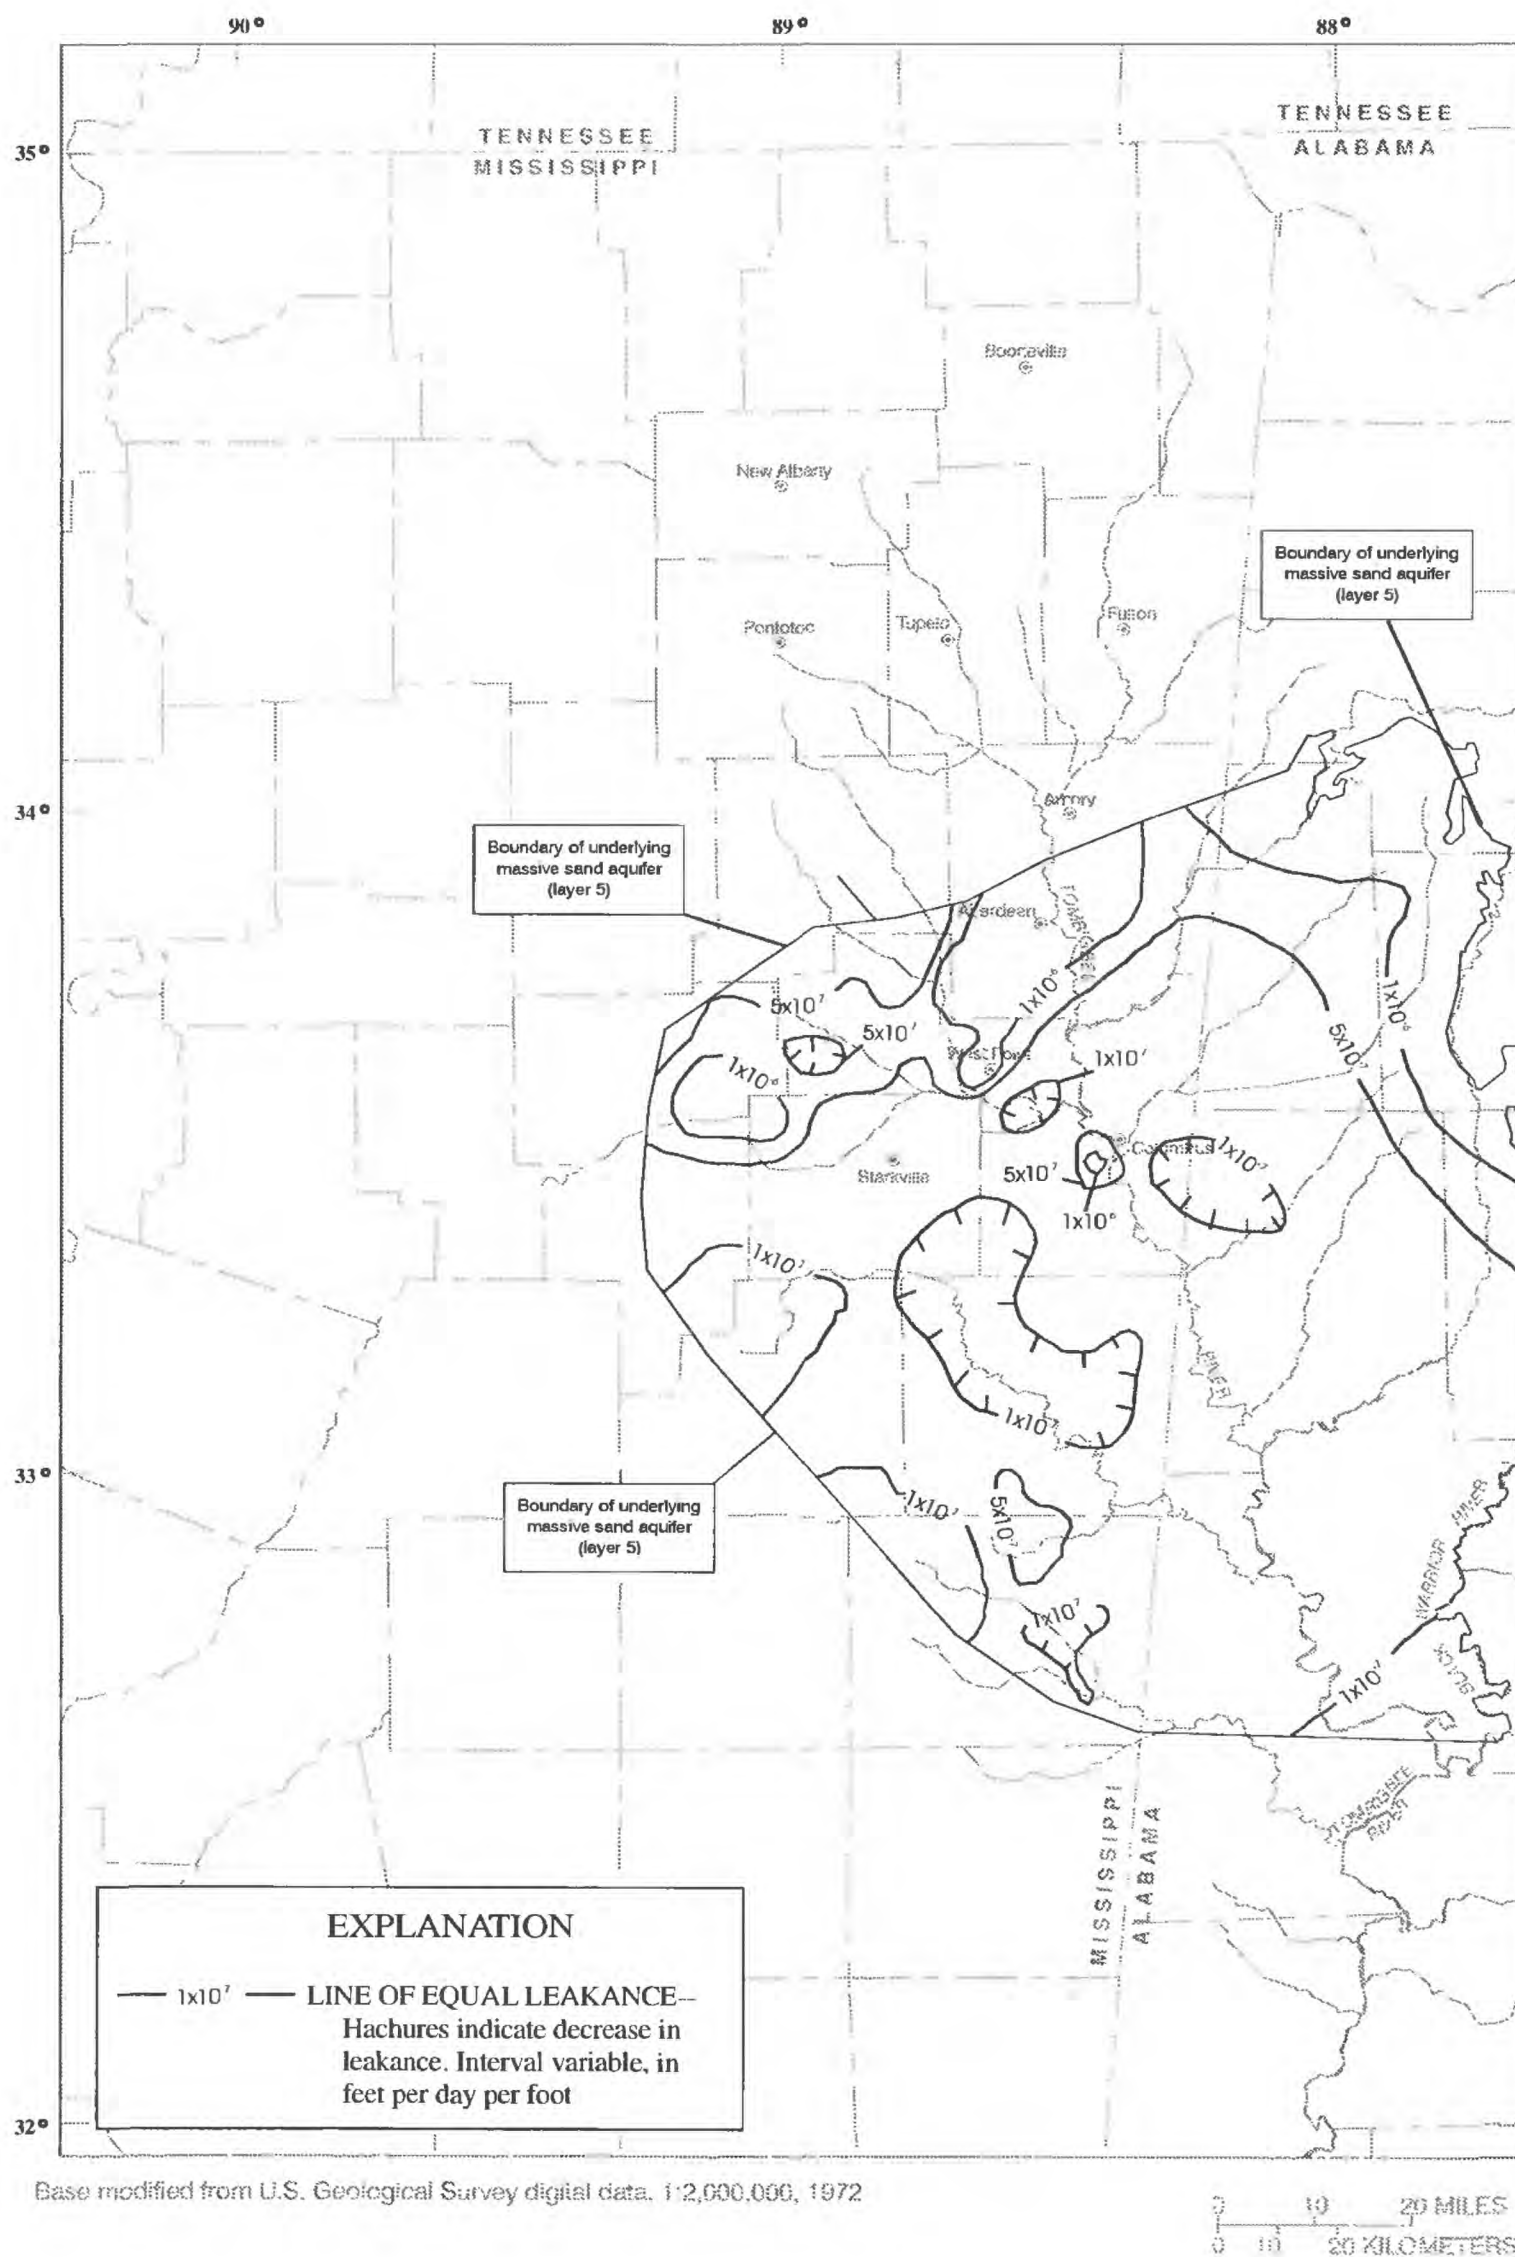 90° 89° 88°
TENNESSEE
MISSISSIPPI
TENNESSEE
ALABAMA
35°
Booneville
New Albany
Boundary of underlying
massive sand aquifer
(layer 5)
Pontotoc
Tupelo
Fulton
34°
Amory
Boundary of underlying
massive sand aquifer
(layer 5)
Aberdeen
TOMBIGBEE
1x10⁶
5x10⁷
5x10⁷
1x10⁶
5x10⁷
West Point
1x10⁶
1x10⁷
Columbus
1x10⁷
5x10⁷
Starkville
1x10⁶
1x10⁷
RIVER
1x10⁷
33°
Boundary of underlying
massive sand aquifer
(layer 5)
1x10⁷
5x10⁷
WARRIOR RIVER
1x10⁷
BLACK
1x10⁷
TOMBIGBEE
RIVER
MISSISSIPPI
ALABAMA
EXPLANATION
1x10⁷ LINE OF EQUAL LEAKANCE--
Hachures indicate decrease in
leakance. Interval variable, in
feet per day per foot
32°
Base modified from U.S. Geological Survey digital data, 1:2,000,000, 1972
0 10 20 MILES
0 10 20 KILOMETERS